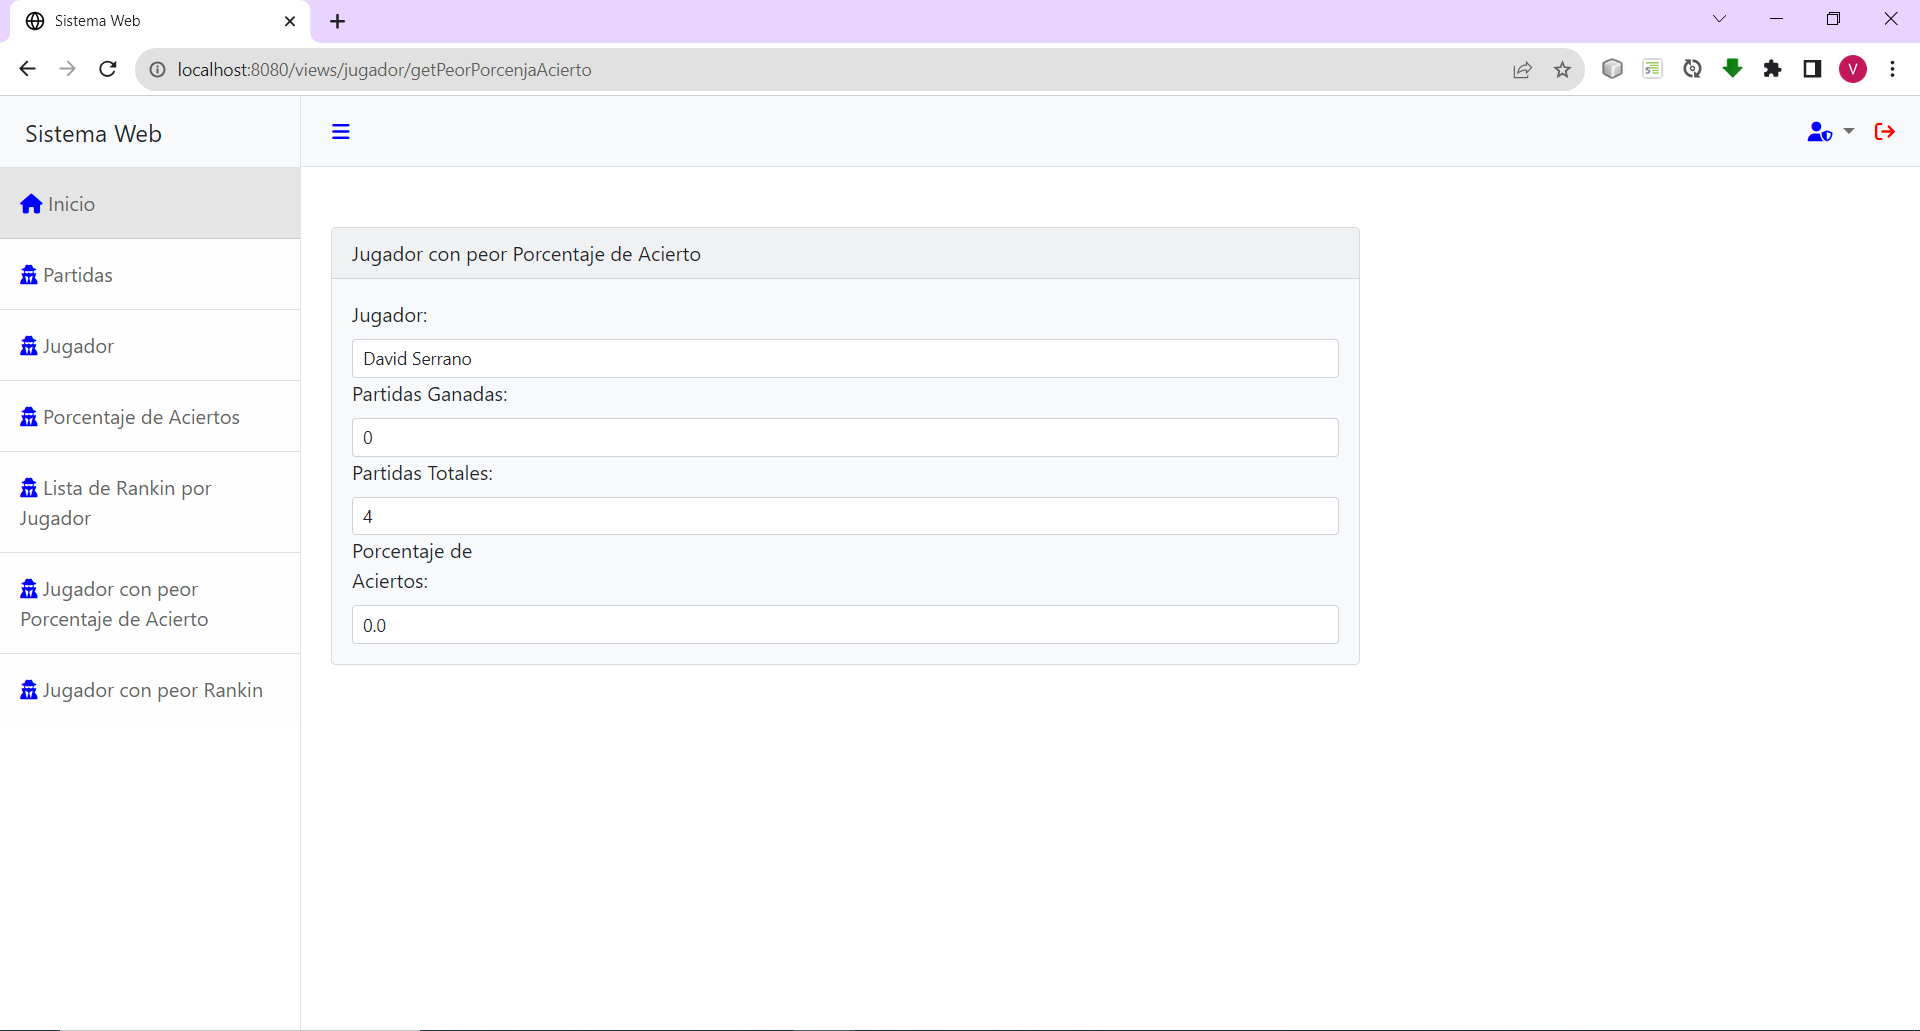 Sistema Web
localhost:8080/views/jugador/getPeorPorcenjaAcierto
V
Sistema Web
Inicio
Partidas
Jugador
Porcentaje de Aciertos
Lista de Rankin por
Jugador
Jugador con peor
Porcentaje de Acierto
Jugador con peor Rankin
Jugador con peor Porcentaje de Acierto
Jugador:
David Serrano
Partidas Ganadas:
0
Partidas Totales:
4
Porcentaje de
Aciertos:
0.0